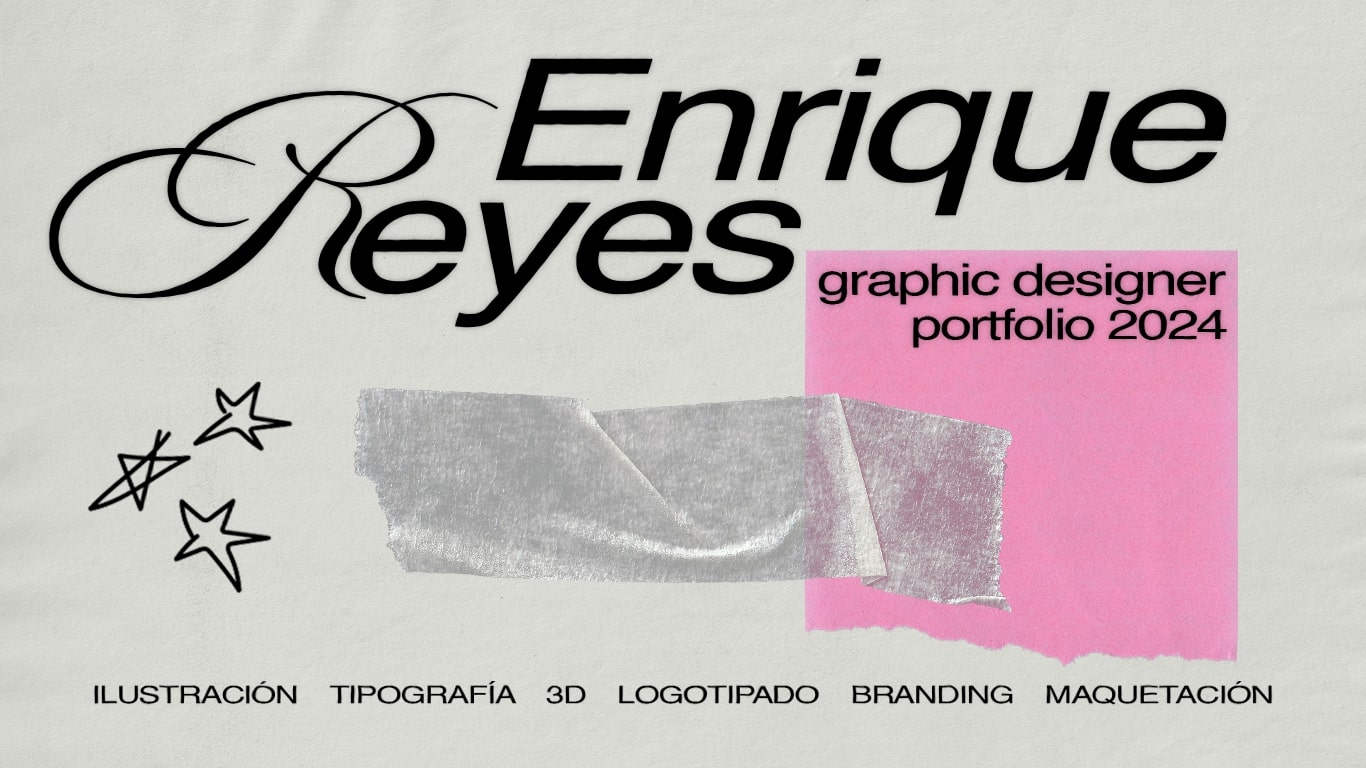 Enrique
Reyes
graphic designer
portfolio 2024
ILUSTRACIÓN TIPOGRAFÍA 3D LOGOTIPADO BRANDING MAQUETACIÓN